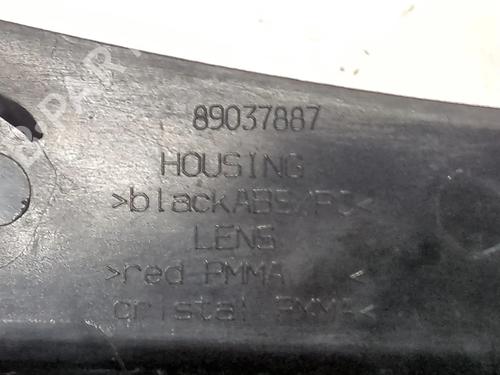 89037887
HOUSING
>blackABS/PC<
LENS
>red PMMA <
cristal PMMA<